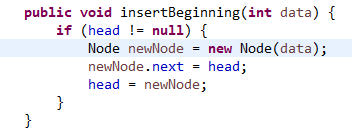 public void insertBeginning(int data) {
    if (head != null) {
        Node newNode = new Node(data);
        newNode.next = head;
        head = newNode;
    }
}